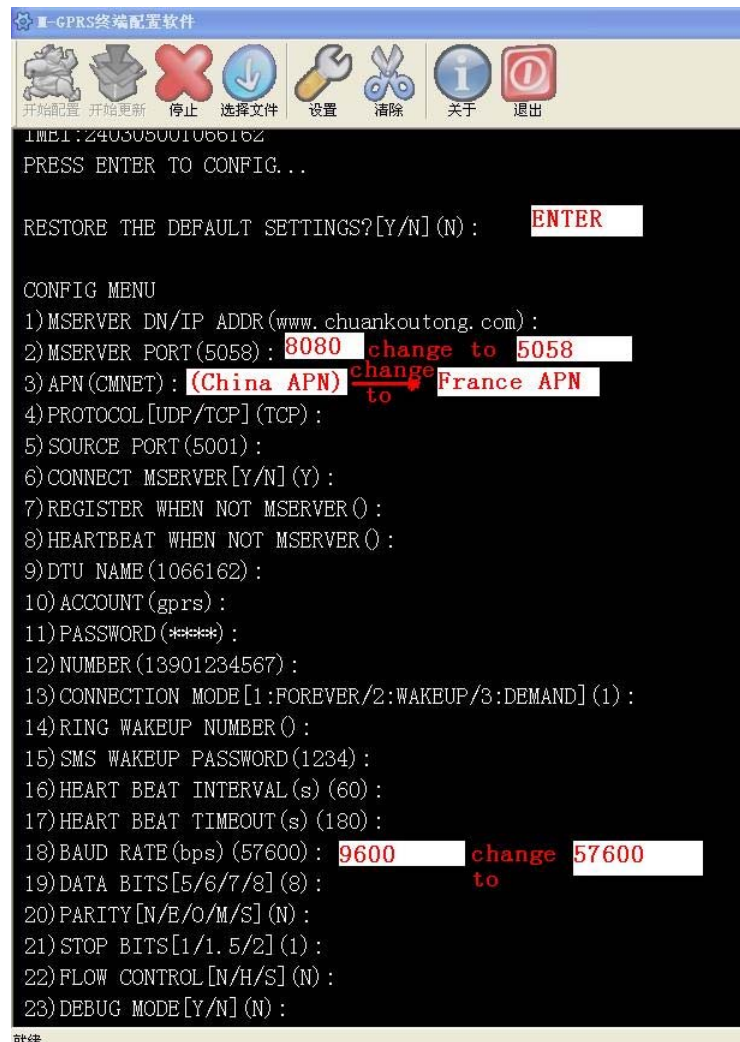 M-GPRS终端配置软件
开始配置 开始更新 停止 选择文件 设置 清除 关于 退出
IMEI:240305001066162
PRESS ENTER TO CONFIG...
RESTORE THE DEFAULT SETTINGS?[Y/N](N): ENTER
CONFIG MENU
1)MSERVER DN/IP ADDR(www.chuankoutong.com):
2)MSERVER PORT(5058): 8080 change to 5058
3)APN(CMNET): (China APN) change to France APN
4)PROTOCOL[UDP/TCP](TCP):
5)SOURCE PORT(5001):
6)CONNECT MSERVER[Y/N](Y):
7)REGISTER WHEN NOT MSERVER():
8)HEARTBEAT WHEN NOT MSERVER():
9)DTU NAME(1066162):
10)ACCOUNT(gprs):
11)PASSWORD(****):
12)NUMBER(13901234567):
13)CONNECTION MODE[1:FOREVER/2:WAKEUP/3:DEMAND](1):
14)RING WAKEUP NUMBER():
15)SMS WAKEUP PASSWORD(1234):
16)HEART BEAT INTERVAL(s)(60):
17)HEART BEAT TIMEOUT(s)(180):
18)BAUD RATE(bps)(57600): 9600 change to 57600
19)DATA BITS[5/6/7/8](8):
20)PARITY[N/E/O/M/S](N):
21)STOP BITS[1/1.5/2](1):
22)FLOW CONTROL[N/H/S](N):
23)DEBUG MODE[Y/N](N):
就绪